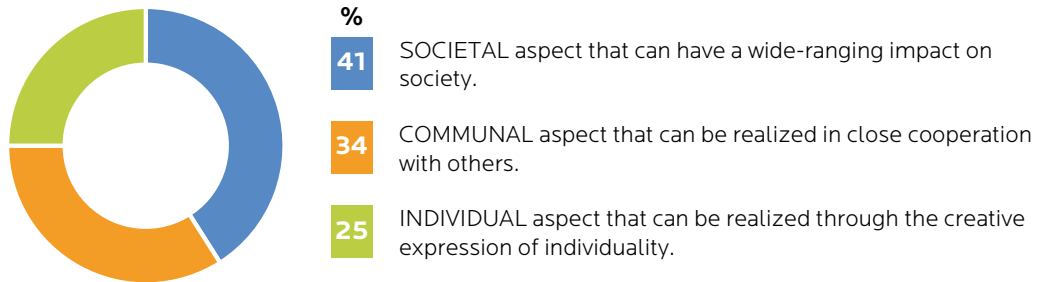 %
41
SOCIETAL aspect that can have a wide-ranging impact on
society.
34
COMMUNAL aspect that can be realized in close cooperation
with others.
25
INDIVIDUAL aspect that can be realized through the creative
expression of individuality.